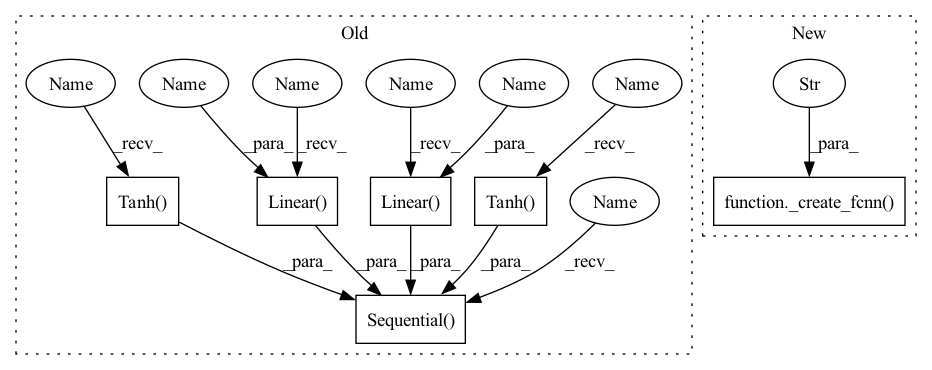 Old
New
Name
Name
Name
Name
Name
Name
Str
_recv_
_para_
_recv_
_recv_
_para_
_recv_
_para_
Tanh()
Linear()
Linear()
Tanh()
Name
function._create_fcnn()
_para_
_para_
_para_
_para_
_recv_
Sequential()